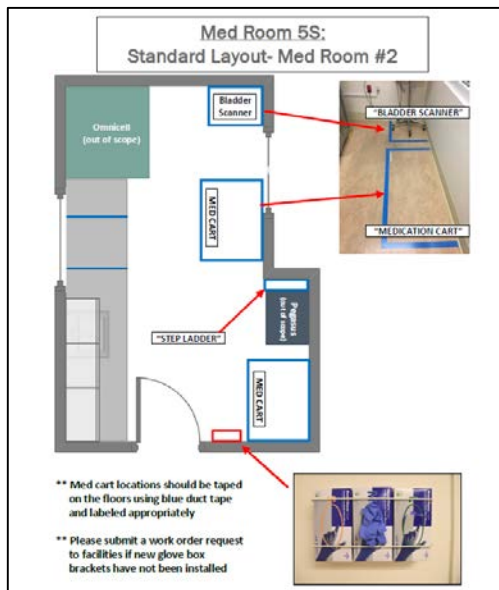 Med Room 5S:
Standard Layout- Med Room #2
Bladder
Scanner
Omnicell
(out of scope)
"BLADDER SCANNER"
MED CART
"MEDICATION CART"
Pegasus
(out of scope)
"STEP LADDER"
MED CART
** Med cart locations should be taped
on the floors using blue duct tape
and labeled appropriately
** Please submit a work order request
to facilities if new glove box
brackets have not been installed